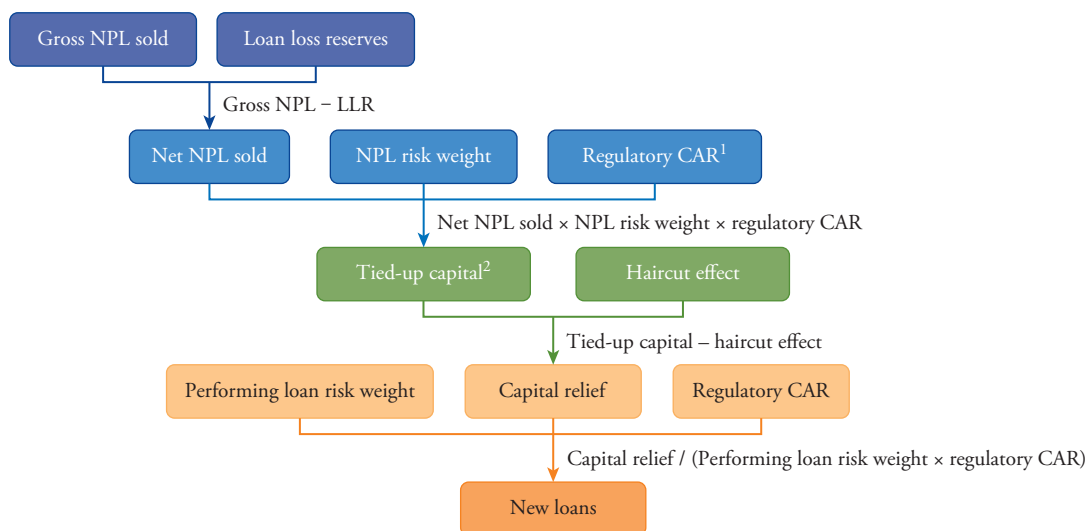 Gross NPL sold
Loan loss reserves
Gross NPL − LLR
Net NPL sold
NPL risk weight
Regulatory CAR¹
Net NPL sold × NPL risk weight × regulatory CAR
Tied-up capital²
Haircut effect
Tied-up capital – haircut effect
Performing loan risk weight
Capital relief
Regulatory CAR
Capital relief / (Performing loan risk weight × regulatory CAR)
New loans